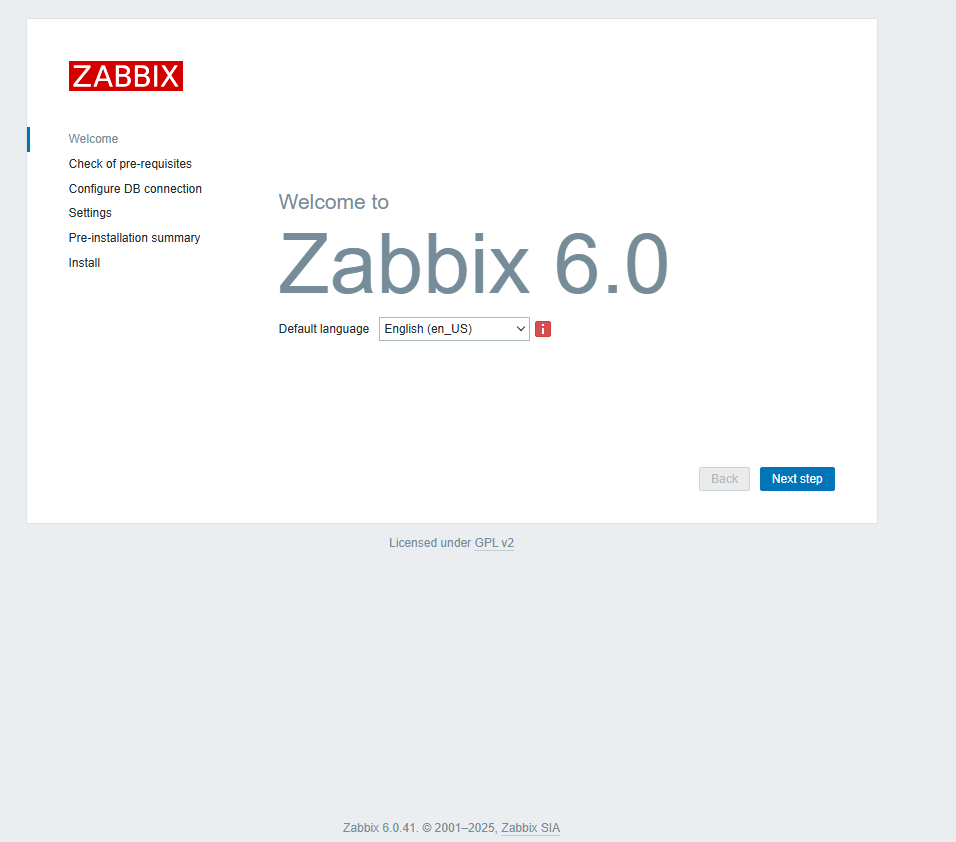 ZABBIX
Welcome
Check of pre-requisites
Configure DB connection
Settings
Pre-installation summary
Install
Welcome to
Zabbix 6.0
Default language English (en_US) i
Back Next step
Licensed under GPL v2
Zabbix 6.0.41. © 2001–2025, Zabbix SIA